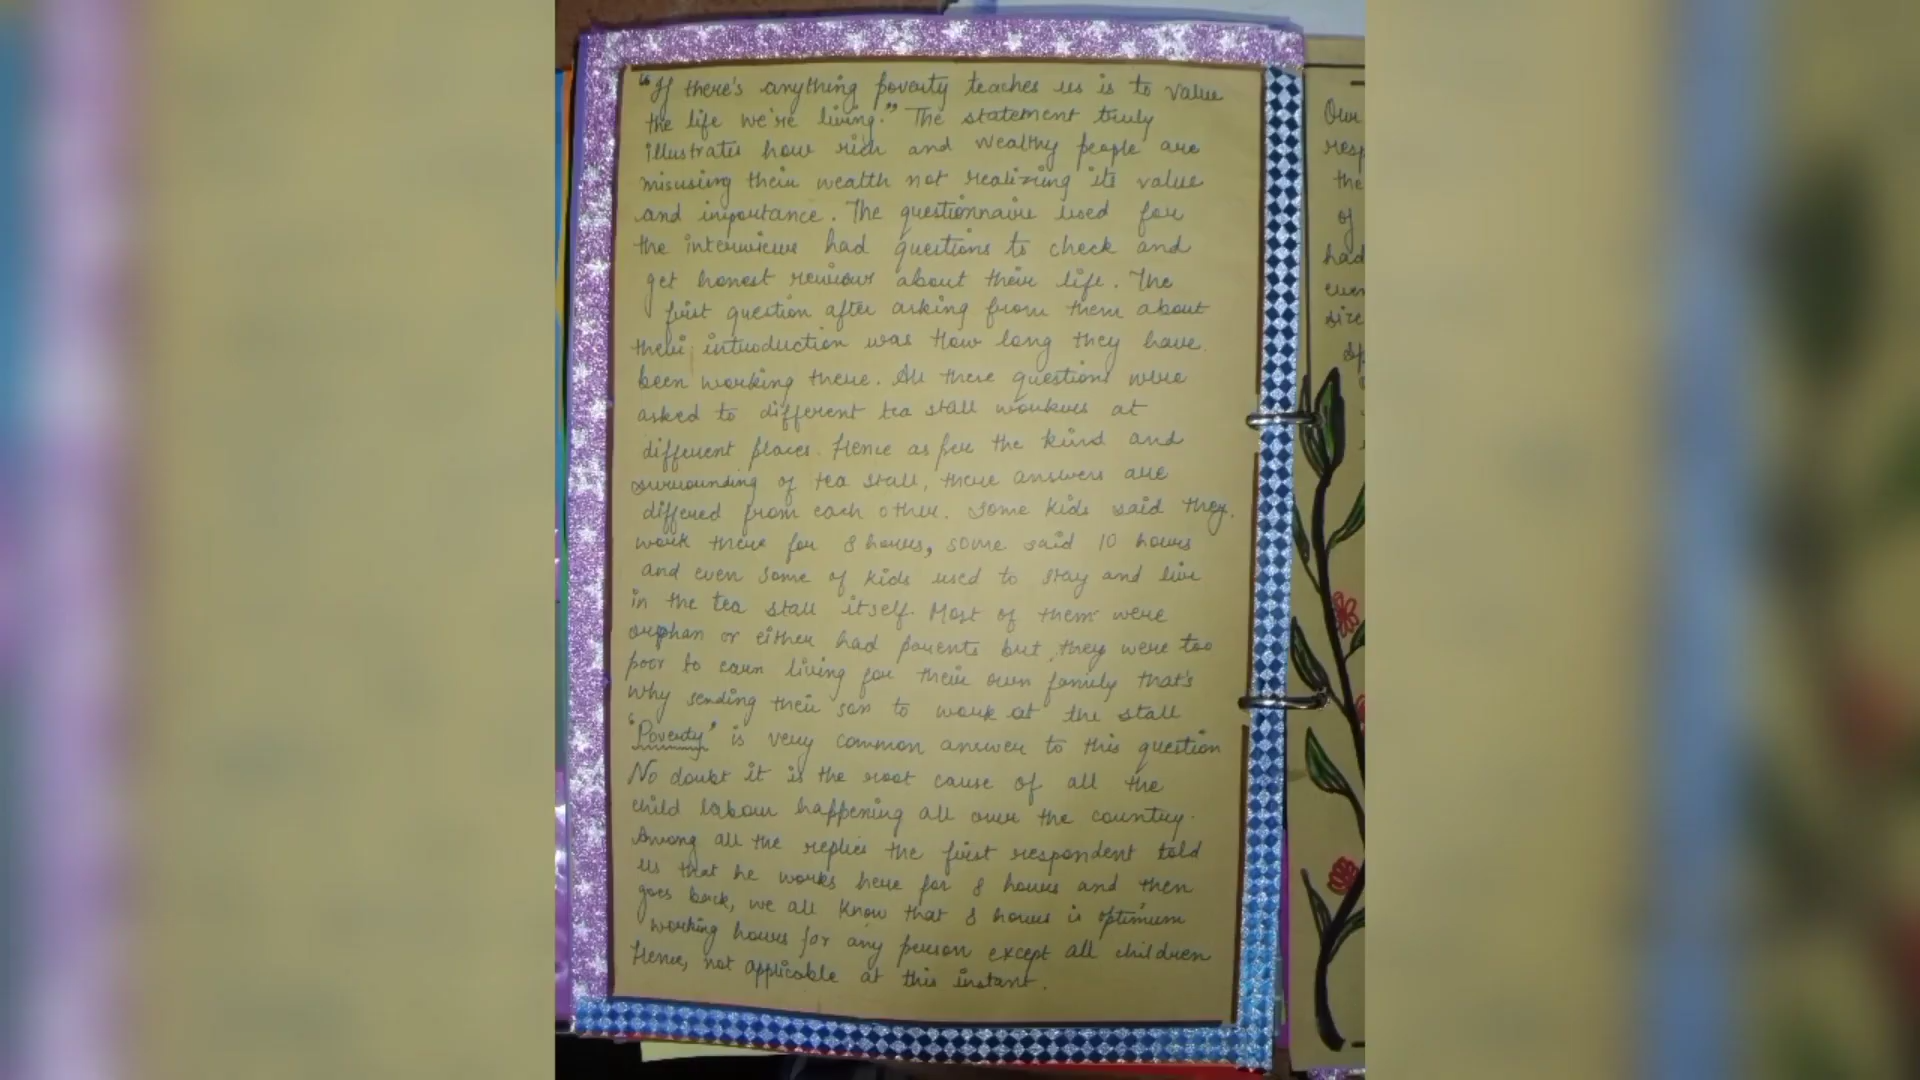 "If there's anything poverty teaches us is to value
the life we're living." The statement truly
illustrates how rich and wealthy people are
misusing their wealth not realizing its value
and importance. The questionnaire used for
the interviews had questions to check and
get honest reviews about their life. The
first question after asking from them about
their introduction was How long they have
been working there. All these questions were
asked to different tea stall workers at
different places. Hence as per the kind and
surrounding of tea stall, there answers are
differed from each other. Some kids said they
work there for 8 hours, some said 10 hours
and even some of kids used to stay and live
in the tea stall itself. Most of them were
orphan or either had parents but they were too
poor to earn living for their own family that's
why sending their son to work at the stall
'Poverty' is very common answer to this question
No doubt it is the root cause of all the
child labour happening all over the country.
Among all the replies the first respondent told
us that he works here for 8 hours and then
goes back, we all know that 8 hours is optimum
working hours for any person except all children
Hence, not applicable at this instant.
Our
resp
the
of
had
even
size